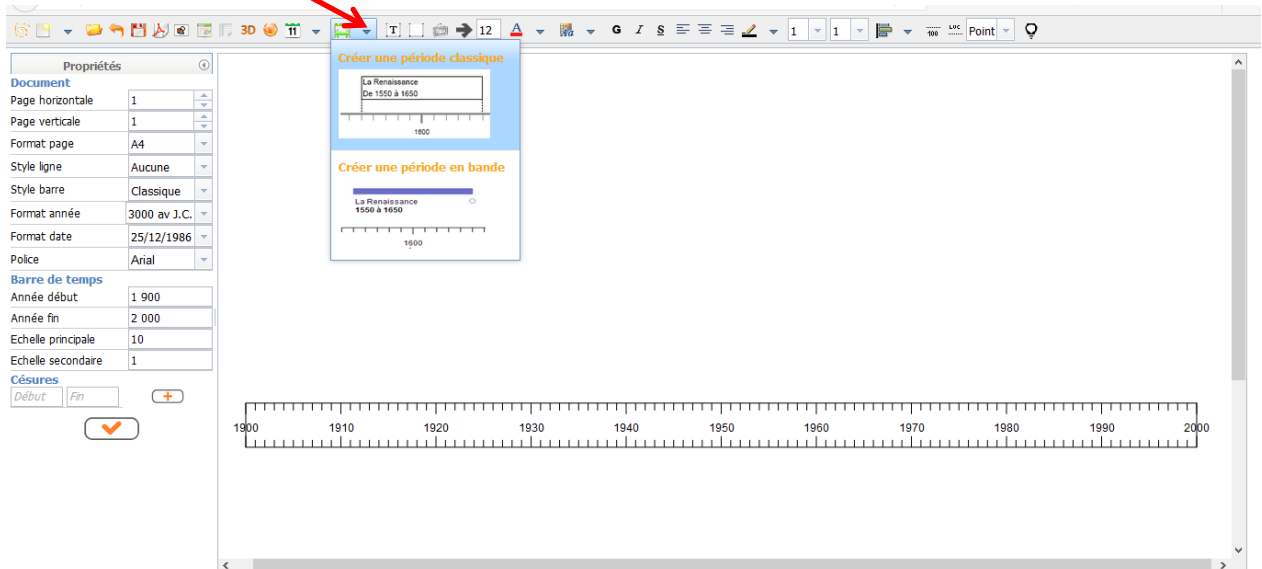 3D 11 T 12 A G I S 1 1 100 LVC Point
Propriétés
Document
Page horizontale 1
Page verticale 1
Format page A4
Style ligne Aucune
Style barre Classique
Format année 3000 av J.C.
Format date 25/12/1986
Police Arial
Barre de temps
Année début 1 900
Année fin 2 000
Echelle principale 10
Echelle secondaire 1
Césures
Début Fin
Créer une période classique
La Renaissance
De 1550 à 1650
1600
Créer une période en bande
La Renaissance
1550 à 1650
1600
1900 1910 1920 1930 1940 1950 1960 1970 1980 1990 2000